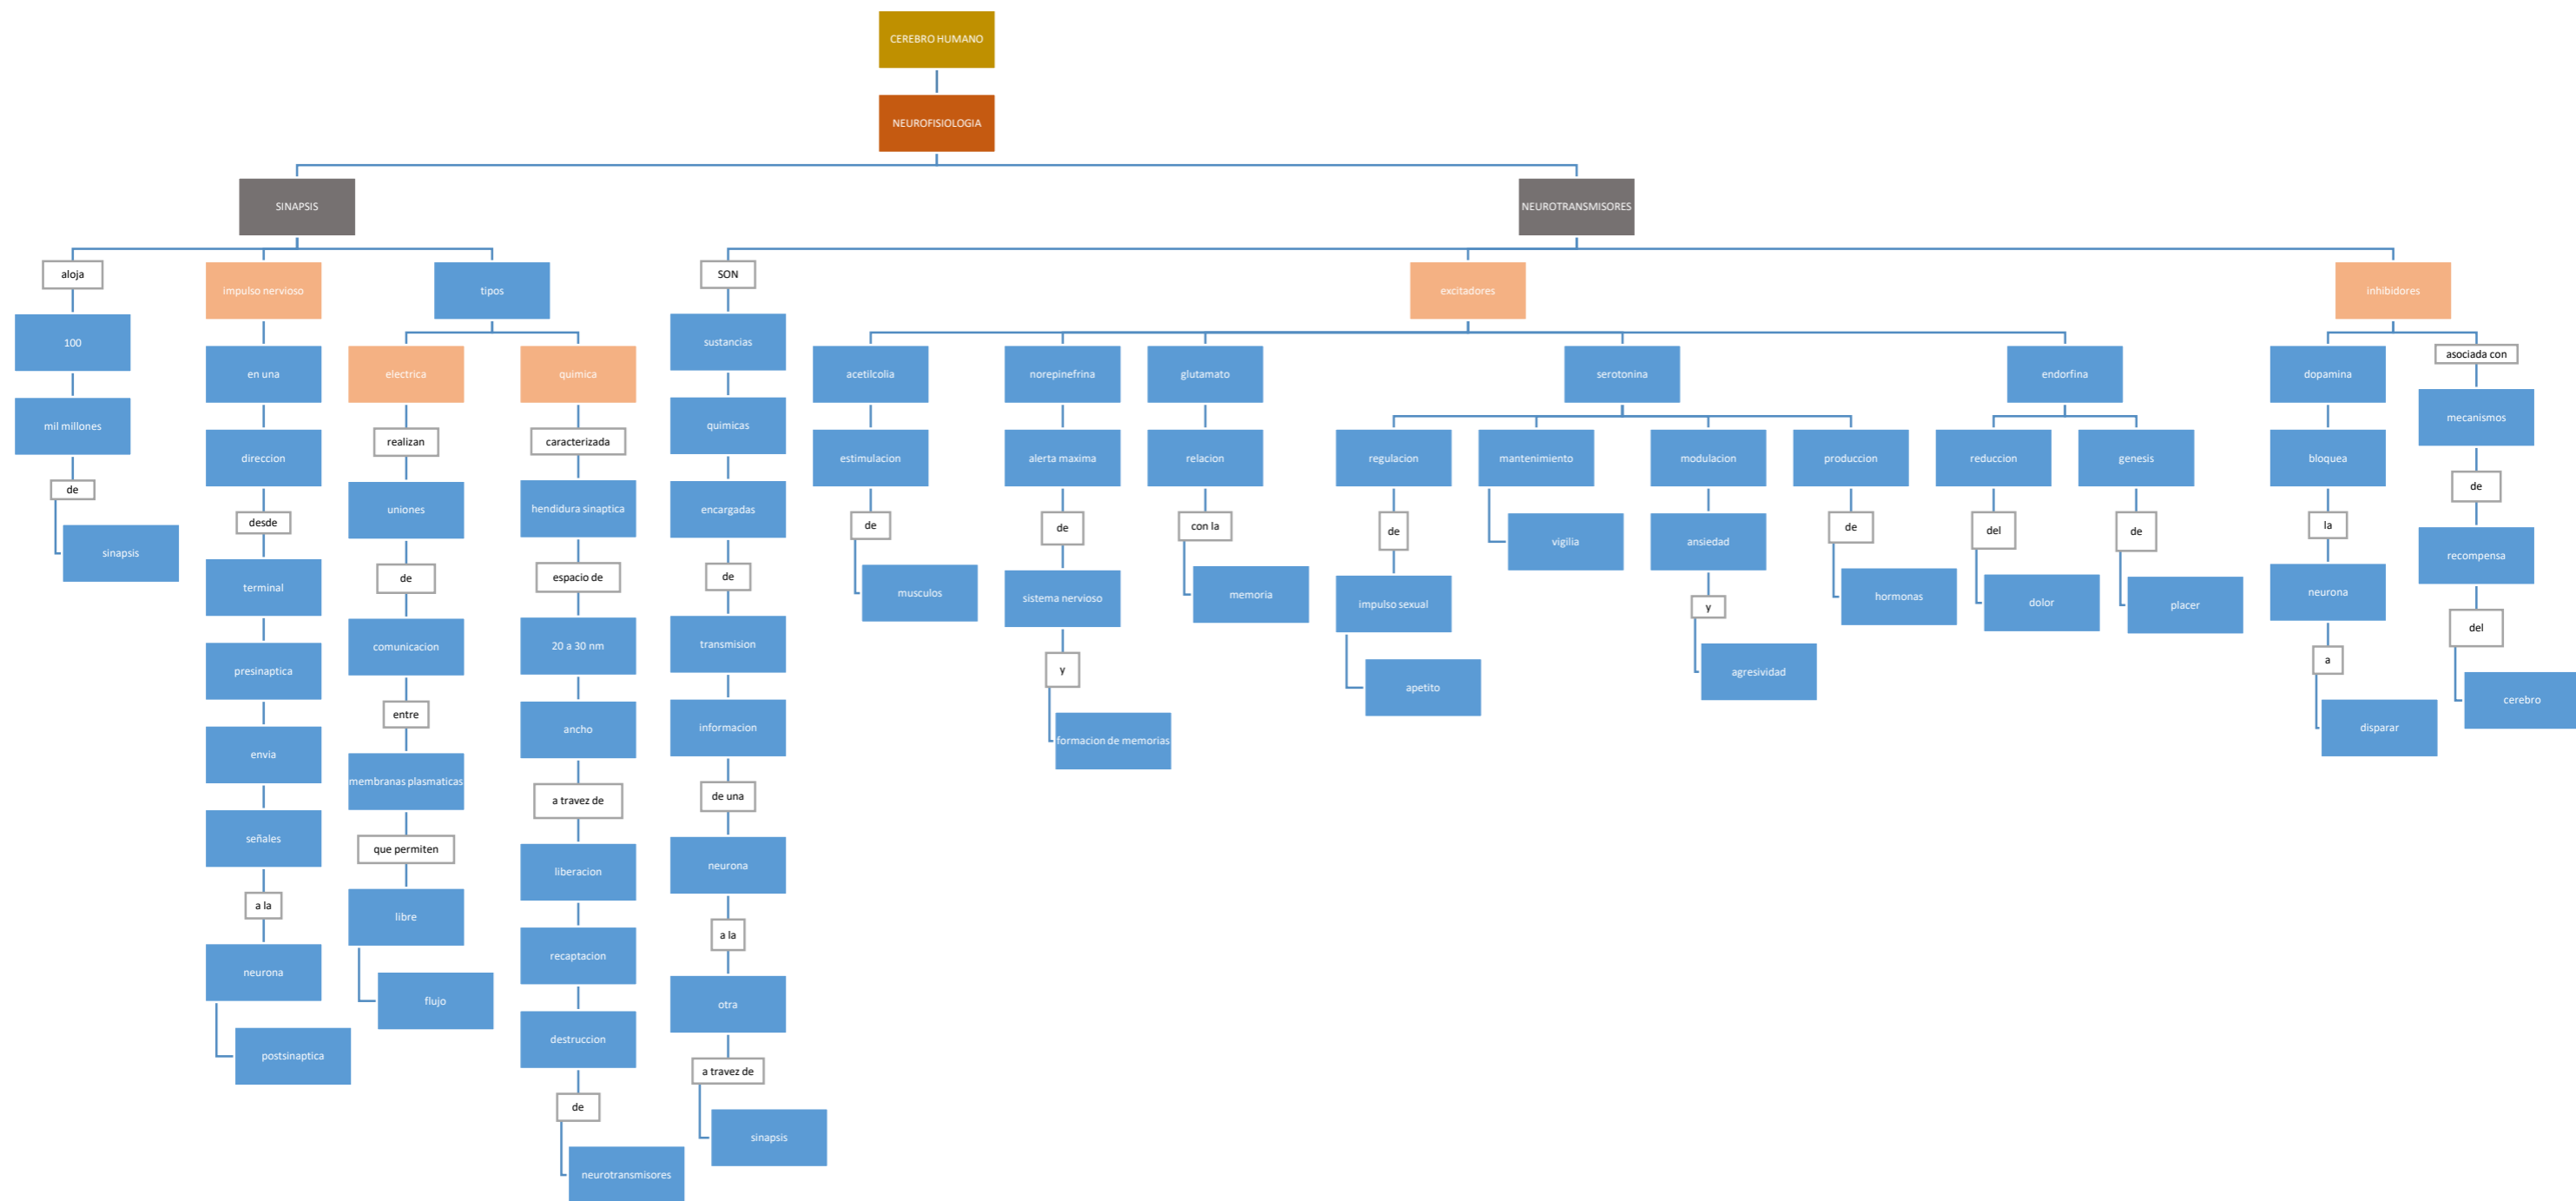 CEREBRO HUMANO
NEUROFISIOLOGIA
SINAPSIS
aloja
100
mil millones
de
sinapsis
impulso nervioso
en una
direccion
desde
terminal
presinaptica
envia
señales
a la
neurona
postsinaptica
tipos
electrica
realizan
uniones
de
comunicacion
entre
membranas plasmaticas
que permiten
libre
flujo
quimica
caracterizada
hendidura sinaptica
espacio de
20 a 30 nm
ancho
a travez de
liberacion
recaptacion
destruccion
de
neurotransmisores
NEUROTRANSMISORES
SON
sustancias
quimicas
encargadas
de
transmision
informacion
de una
neurona
a la
otra
a travez de
sinapsis
excitadores
acetilcolia
estimulacion
de
musculos
norepinefrina
alerta maxima
de
sistema nervioso
y
formacion de memorias
glutamato
relacion
con la
memoria
serotonina
regulacion
de
impulso sexual
apetito
mantenimiento
vigilia
modulacion
ansiedad
y
agresividad
produccion
de
hormonas
endorfina
reduccion
del
dolor
genesis
de
placer
inhibidores
dopamina
bloquea
la
neurona
a
disparar
asociada con
mecanismos
de
recompensa
del
cerebro